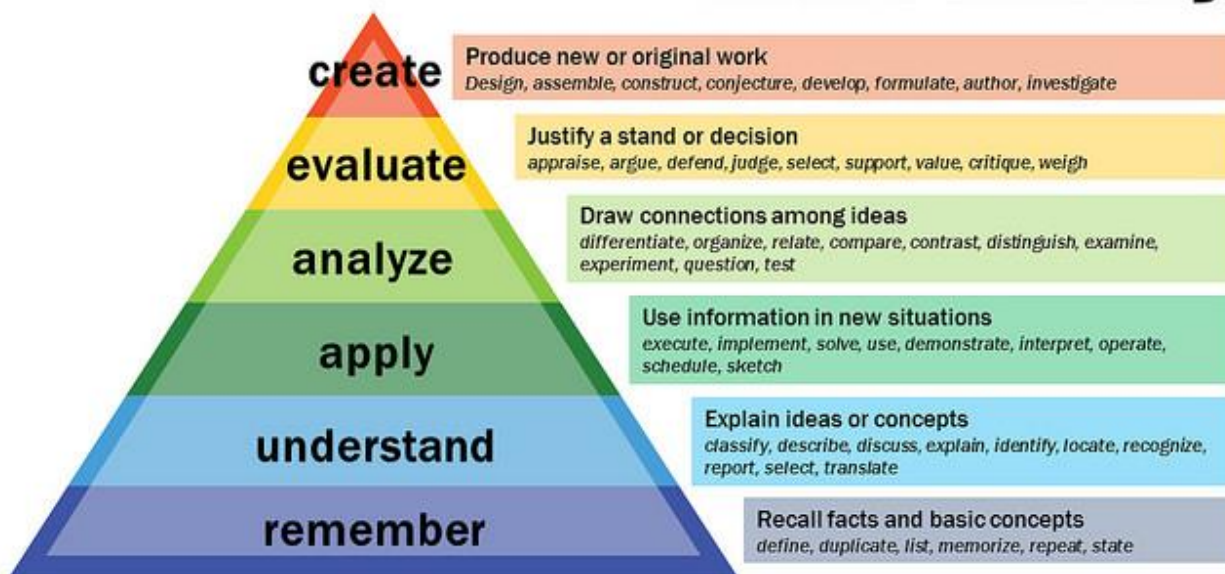 create
Produce new or original work
Design, assemble, construct, conjecture, develop, formulate, author, investigate
evaluate
Justify a stand or decision
appraise, argue, defend, judge, select, support, value, critique, weigh
analyze
Draw connections among ideas
differentiate, organize, relate, compare, contrast, distinguish, examine,
experiment, question, test
apply
Use information in new situations
execute, implement, solve, use, demonstrate, interpret, operate,
schedule, sketch
understand
Explain ideas or concepts
classify, describe, discuss, explain, identify, locate, recognize,
report, select, translate
remember
Recall facts and basic concepts
define, duplicate, list, memorize, repeat, state